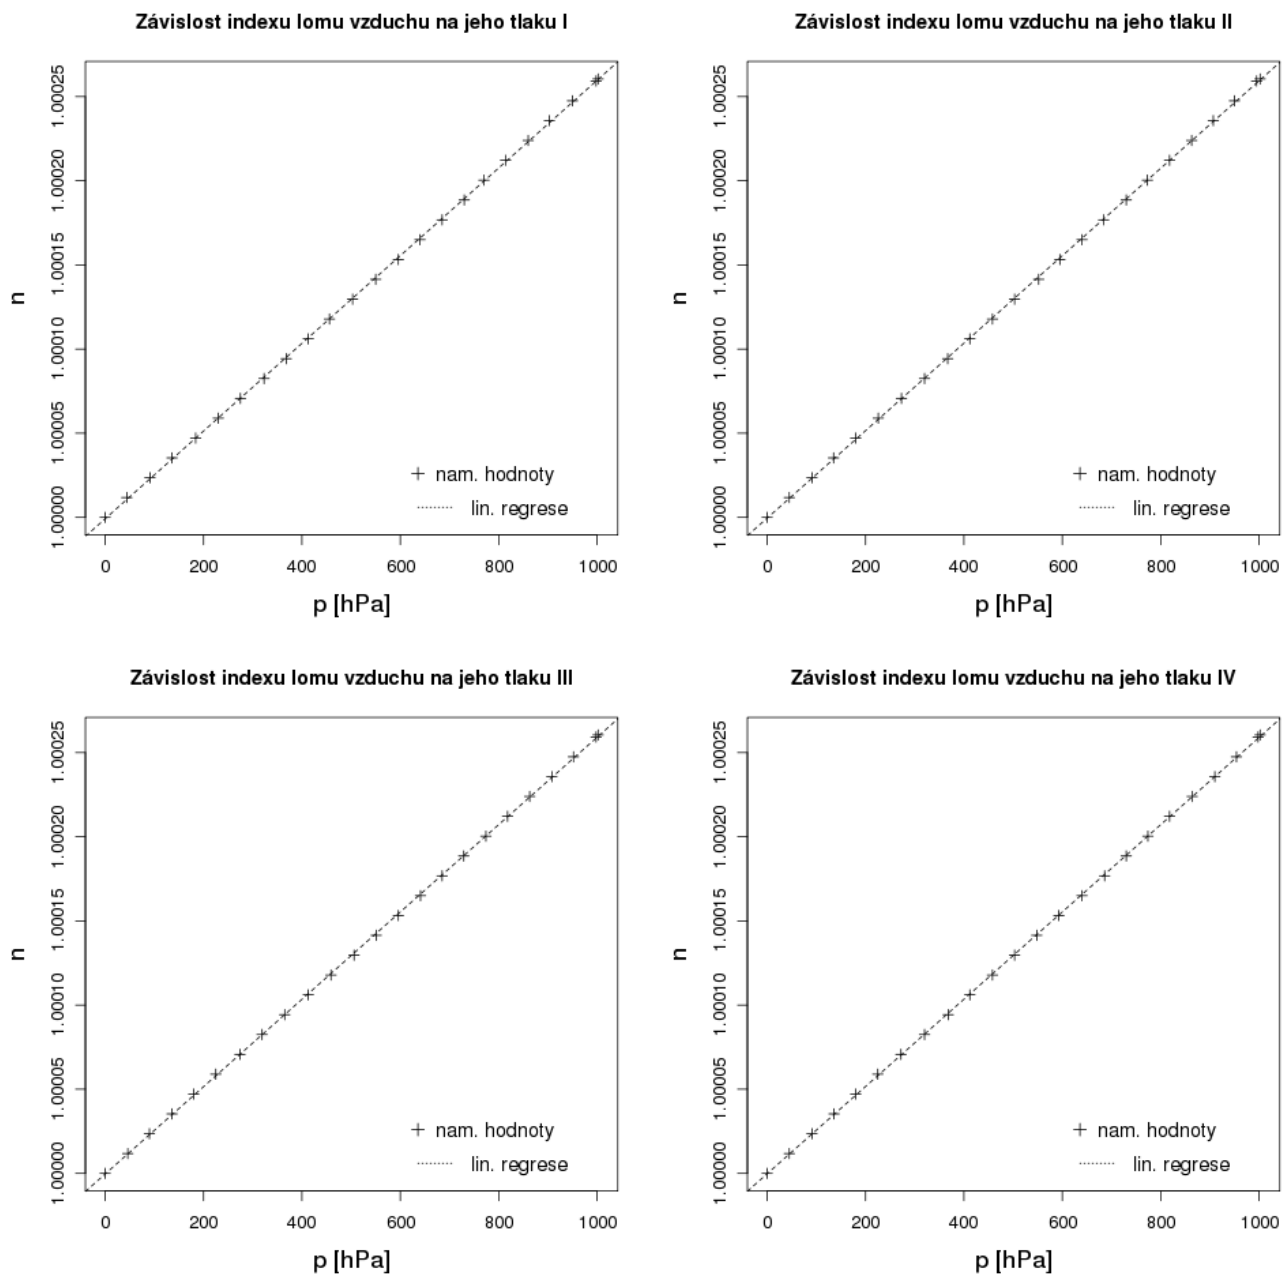 Závislost indexu lomu vzduchu na jeho tlaku I
n
1.00000 1.00005 1.00010 1.00015 1.00020 1.00025
nam. hodnoty
lin. regrese
0 200 400 600 800 1000
p [hPa]
Závislost indexu lomu vzduchu na jeho tlaku II
n
1.00000 1.00005 1.00010 1.00015 1.00020 1.00025
nam. hodnoty
lin. regrese
0 200 400 600 800 1000
p [hPa]
Závislost indexu lomu vzduchu na jeho tlaku III
n
1.00000 1.00005 1.00010 1.00015 1.00020 1.00025
nam. hodnoty
lin. regrese
0 200 400 600 800 1000
p [hPa]
Závislost indexu lomu vzduchu na jeho tlaku IV
n
1.00000 1.00005 1.00010 1.00015 1.00020 1.00025
nam. hodnoty
lin. regrese
0 200 400 600 800 1000
p [hPa]